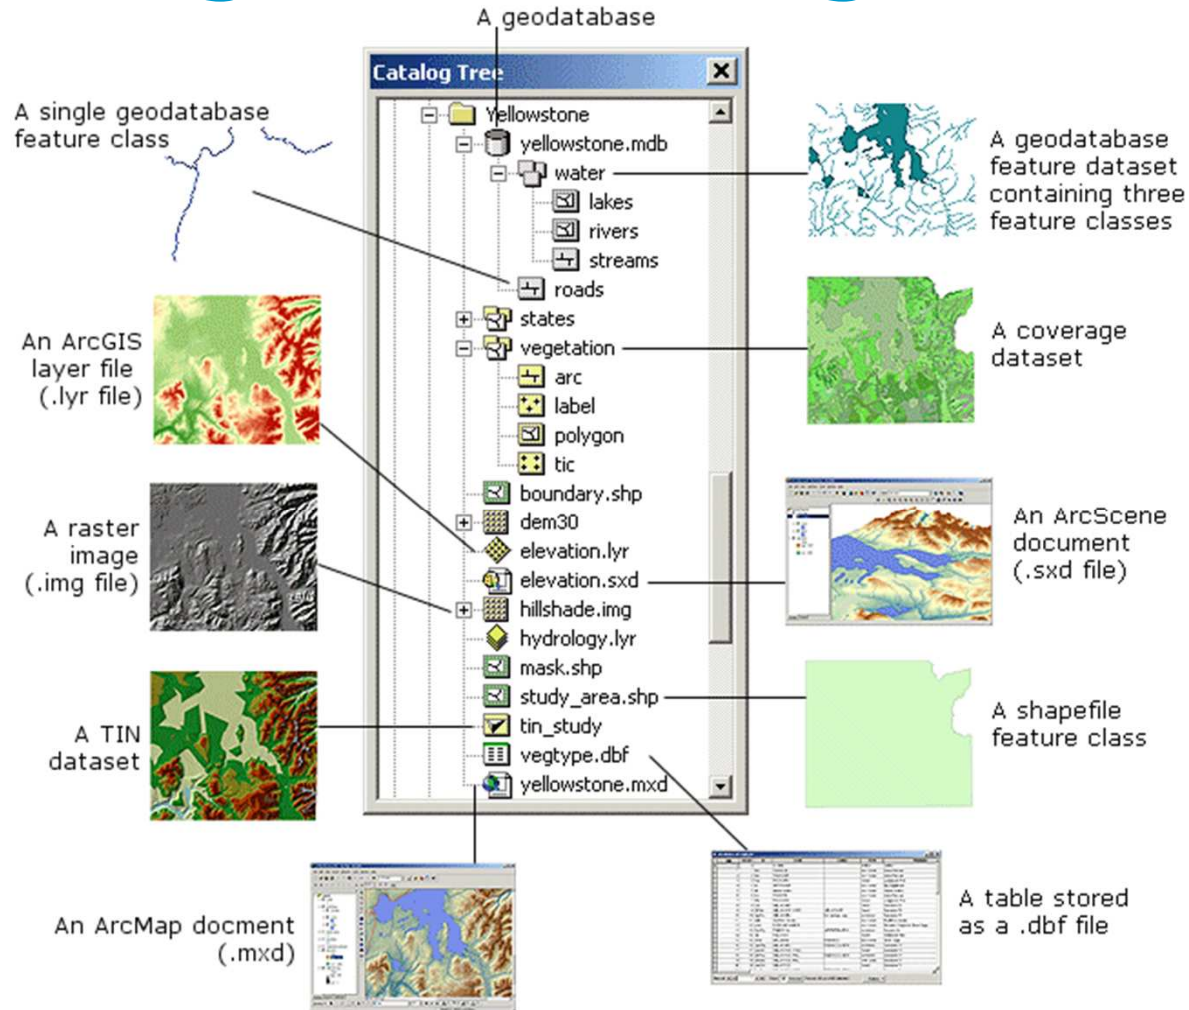 A geodatabase
Catalog Tree
A single geodatabase
feature class
Yellowstone
yellowstone.mdb
water
lakes
rivers
streams
roads
states
vegetation
arc
label
polygon
tic
boundary.shp
dem30
elevation.lyr
elevation.sxd
hillshade.img
hydrology.lyr
mask.shp
study_area.shp
tin_study
vegtype.dbf
yellowstone.mxd
A geodatabase
feature dataset
containing three
feature classes
An ArcGIS
layer file
(.lyr file)
A coverage
dataset
A raster
image
(.img file)
An ArcScene
document
(.sxd file)
A TIN
dataset
A shapefile
feature class
An ArcMap docment
(.mxd)
A table stored
as a .dbf file